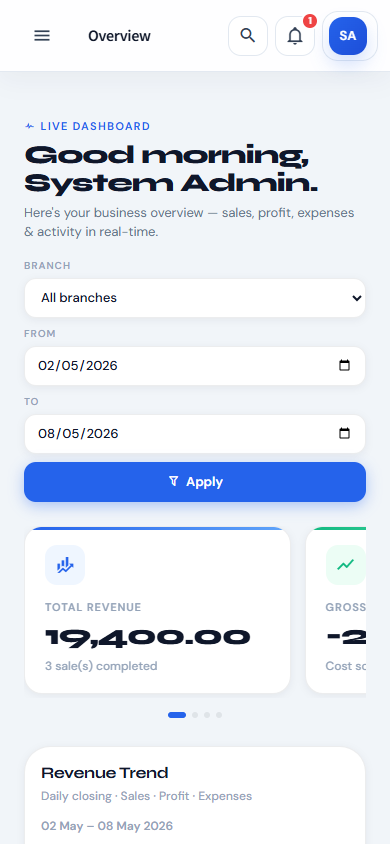 Overview
1
SA
LIVE DASHBOARD
Good morning,
System Admin.
Here's your business overview — sales, profit, expenses
& activity in real-time.
BRANCH
All branches
FROM
02/05/2026
TO
08/05/2026
Apply
TOTAL REVENUE
19,400.00
3 sale(s) completed
GROSS
-2
Cost
Revenue Trend
Daily closing · Sales · Profit · Expenses
02 May – 08 May 2026